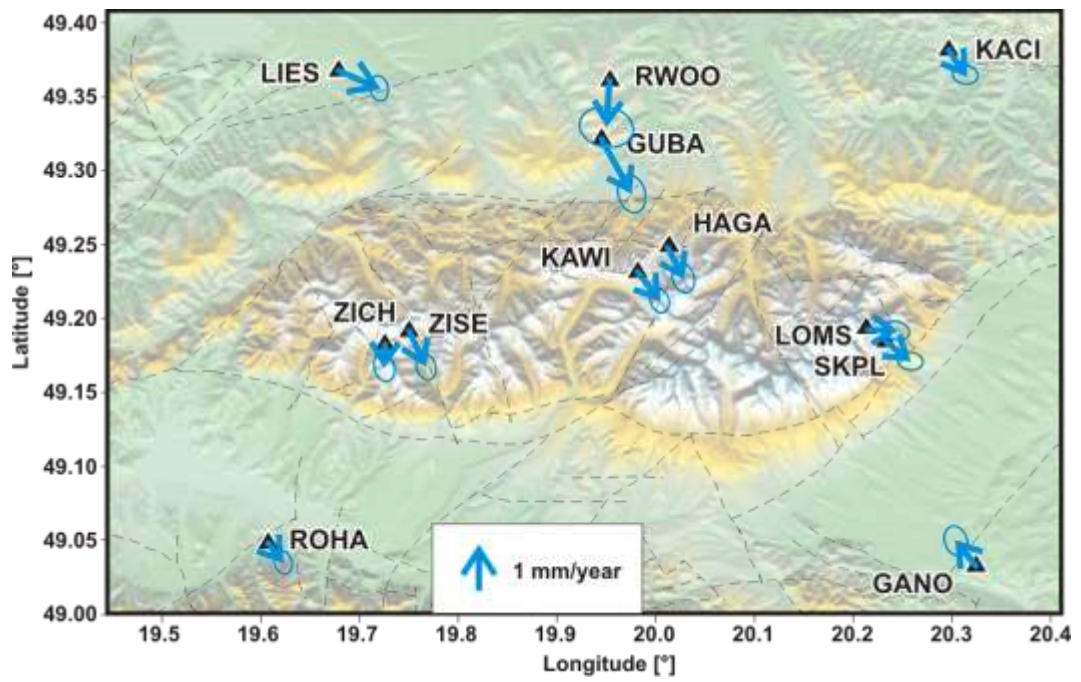 49.40
49.35
49.30
49.25
49.20
49.15
49.10
49.05
49.00
Latitude [°]
LIES
RWOO
KACI
GUBA
HAGA
KAWI
ZICH
ZISE
LOMS
SKPL
ROHA
GANO
1 mm/year
19.5 19.6 19.7 19.8 19.9 20.0 20.1 20.2 20.3 20.4
Longitude [°]